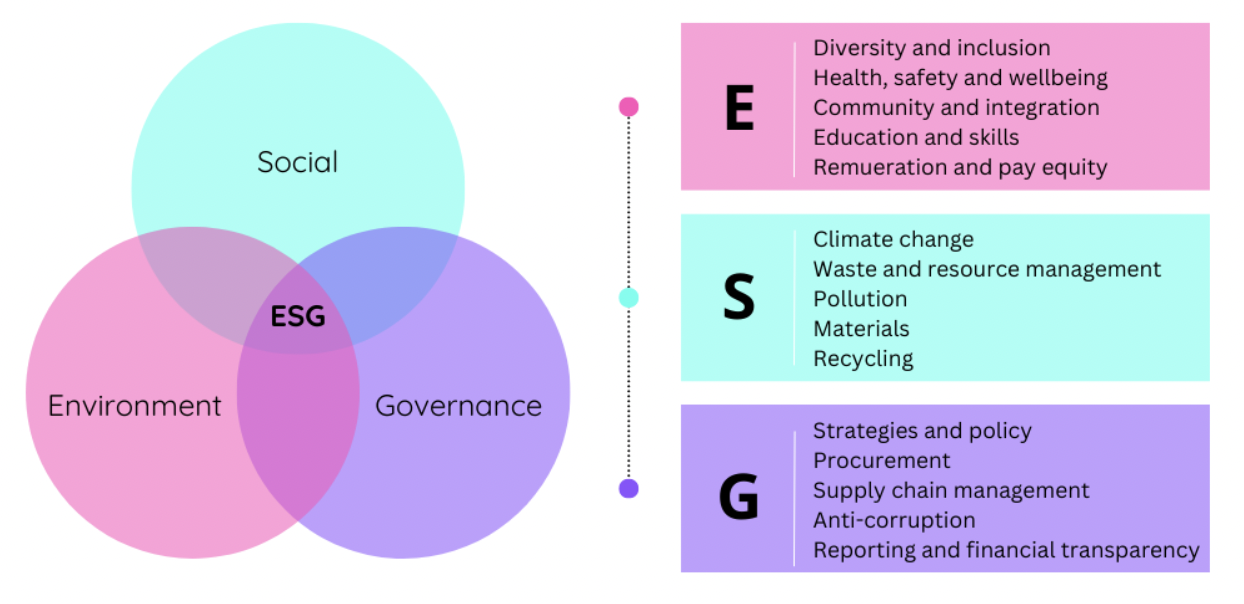 Social
ESG
Environment
Governance
E
Diversity and inclusion
Health, safety and wellbeing
Community and integration
Education and skills
Remueration and pay equity
S
Climate change
Waste and resource management
Pollution
Materials
Recycling
G
Strategies and policy
Procurement
Supply chain management
Anti-corruption
Reporting and financial transparency